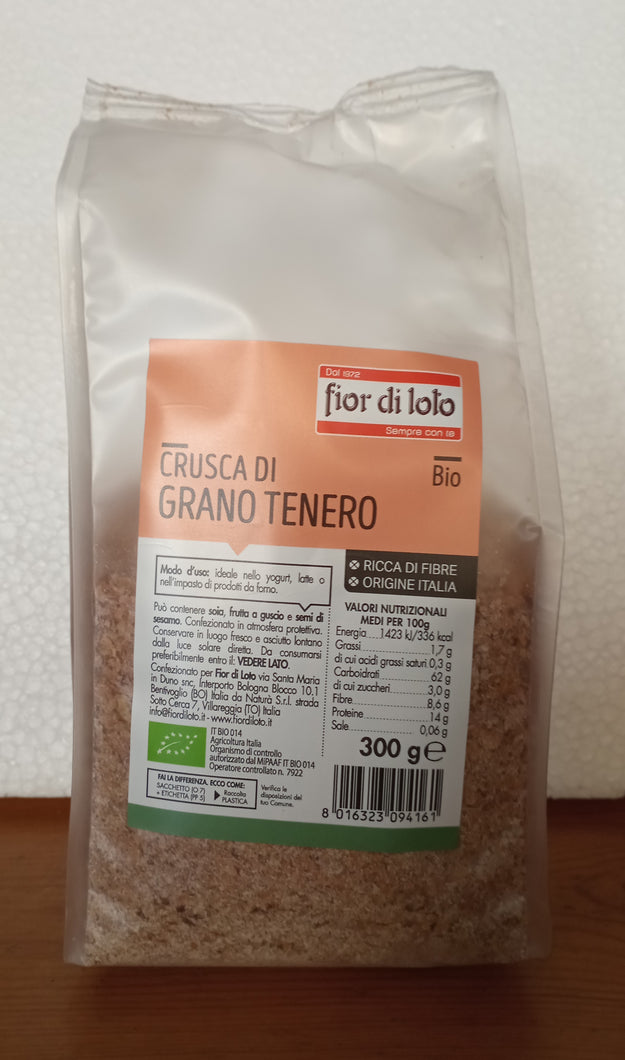 Dal 1972
fior di loto
Sempre con te
CRUSCA DI
GRANO TENERO
Bio
Modo d'uso: ideale nello yogurt, latte o
nell'impasto di prodotti da forno.
RICCA DI FIBRE
ORIGINE ITALIA
Può contenere soia, frutta a guscio e semi di
sesamo. Confezionato in atmosfera protettiva.
Conservare in luogo fresco e asciutto lontano
dalla luce solare diretta. Da consumarsi
preferibilmente entro il: VEDERE LATO.
Confezionato per Fior di Loto via Santa Maria
in Duno snc, Interporto Bologna Blocco 10.1
Bentivoglio (BO) Italia da Naturà S.r.l. strada
Sotto Cerca 7, Villareggia (TO) Italia
info@fiordiloto.it - www.fiordiloto.it
VALORI NUTRIZIONALI
MEDI PER 100g
Energia....1423 kJ/336 kcal
Grassi 1,7 g
di cui acidi grassi saturi 0,3 g
Carboidrati 62 g
di cui zuccheri 3,0 g
Fibre 8,6 g
Proteine 14 g
Sale 0,06 g
300 g e
IT BIO 014
Agricoltura Italia
Organismo di controllo
autorizzato dal MIPAAF IT BIO 014
Operatore controllato n. 7922
FAI LA DIFFERENZA. ECCO COME:
SACCHETTO (O 7)
+ ETICHETTA (PP 5)
Raccolta
PLASTICA
Verifica le
disposizioni del
tuo Comune.
8 016323 094161